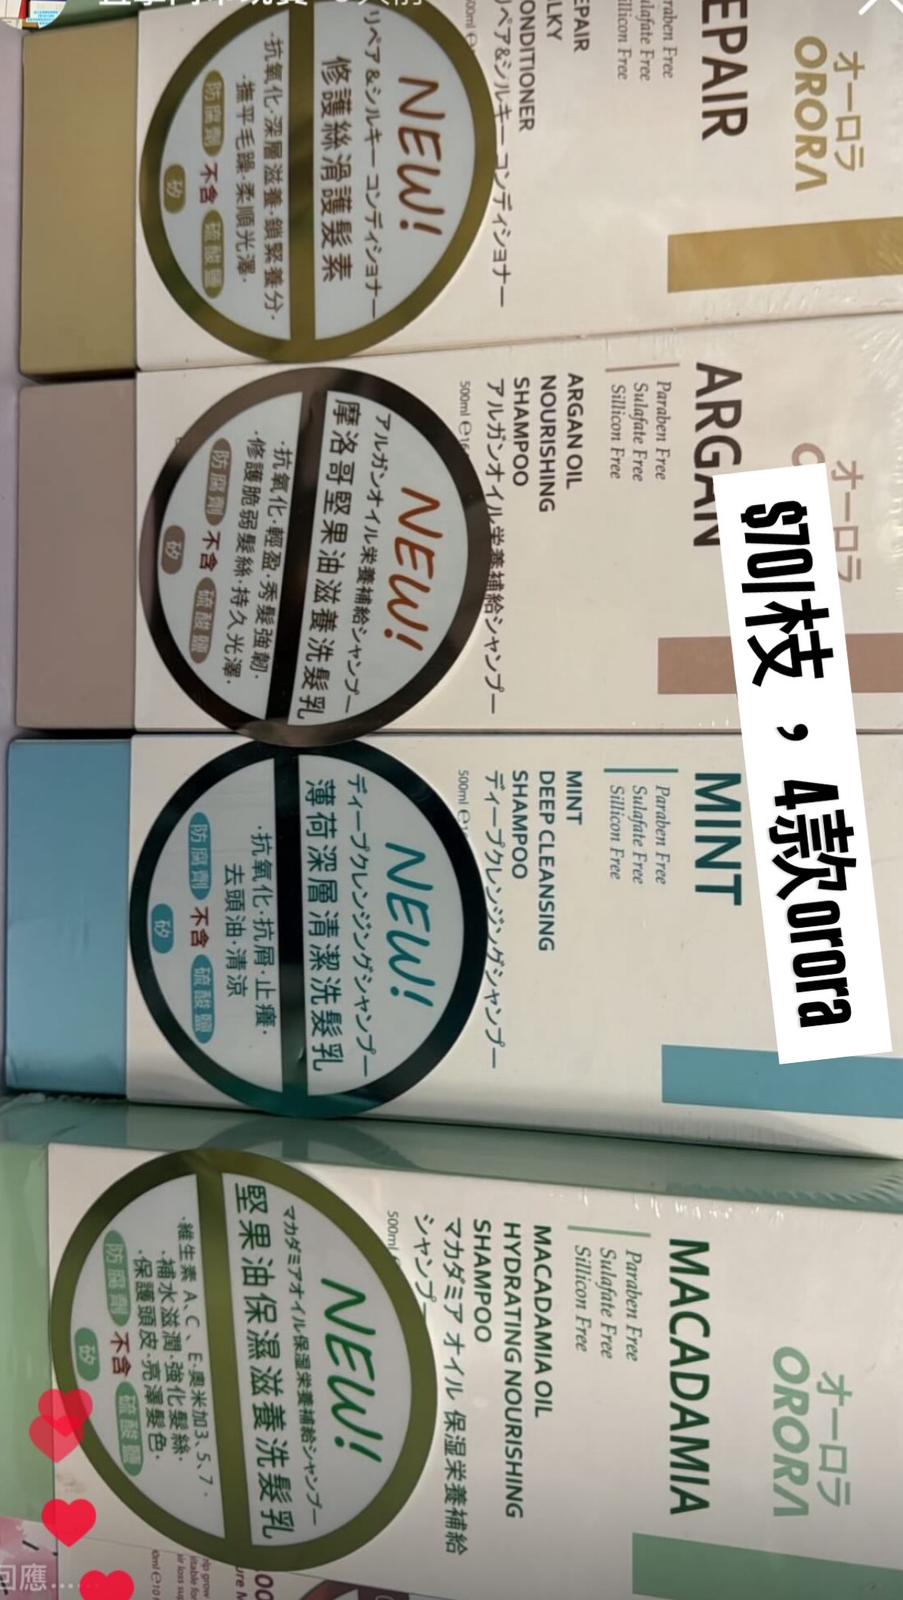 オーロラ
ORORA
EPAIR
araben Free
ulafate Free
illicon Free
EPAIR
LKY
ONDITIONER
リペア&シルキーコンディショナー
NEW!
リペア&シルキーコンディショナー
修護絲滑護髮素
·抗氧化·深層滋養·鎖緊養分·
·撫平毛躁·柔順光澤·
防腐劑 不含 硫酸鹽
矽
オーロラ
ARGAN
Paraben Free
Sulafate Free
Sillicon Free
ARGAN OIL
NOURISHING
SHAMPOO
アルガンオイル栄養補給シャンプー
500ml
NEW!
アルガンオイル栄養補給シャンプー
摩洛哥堅果油滋養洗髮乳
·抗氧化·輕盈·秀髮強韌·
·修護脆弱髮絲·持久光澤·
防腐劑 不含 硫酸鹽
矽
$70/枝,4款orora
MINT
Paraben Free
Sulafate Free
Sillicon Free
MINT
DEEP CLEANSING
SHAMPOO
ディープクレンジングシャンプー
500ml
NEW!
ディープクレンジングシャンプー
薄荷深層清潔洗髮乳
·抗氧化·抗屑·止癢·
去頭油·清涼
防腐劑 不含 硫酸鹽
矽
オーロラ
ORORA
MACADAMIA
Paraben Free
Sulafate Free
Sillicon Free
MACADAMIA OIL
HYDRATING NOURISHING
SHAMPOO
マカダミア オイル 保湿栄養補給
シャンプー
500ml
NEW!
マカダミアオイル保湿栄養補給シャンプー
堅果油保濕滋養洗髮乳
·維生素 A、C、E·奧米加3、5、7·
·補水滋潤·強化髮絲·
·保護頭皮·亮澤髮色·
防腐劑 不含 硫酸鹽
矽
回應......